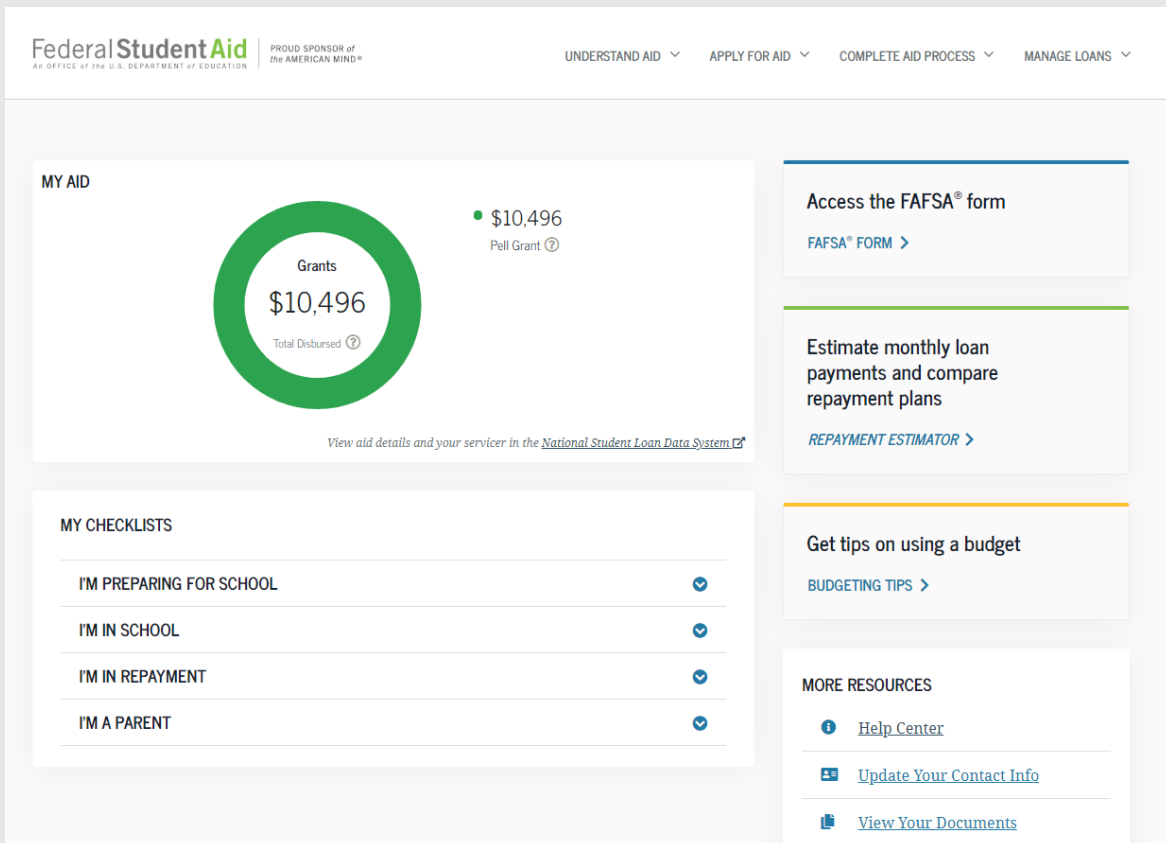 Federal Student Aid
An OFFICE of the U.S. DEPARTMENT of EDUCATION
PROUD SPONSOR of
the AMERICAN MIND®
UNDERSTAND AID
APPLY FOR AID
COMPLETE AID PROCESS
MANAGE LOANS
MY AID
Grants
$10,496
Total Disbursed ?
$10,496
Pell Grant ?
View aid details and your servicer in the National Student Loan Data System
MY CHECKLISTS
I'M PREPARING FOR SCHOOL
I'M IN SCHOOL
I'M IN REPAYMENT
I'M A PARENT
Access the FAFSA® form
FAFSA® FORM
Estimate monthly loan
payments and compare
repayment plans
REPAYMENT ESTIMATOR
Get tips on using a budget
BUDGETING TIPS
MORE RESOURCES
Help Center
Update Your Contact Info
View Your Documents